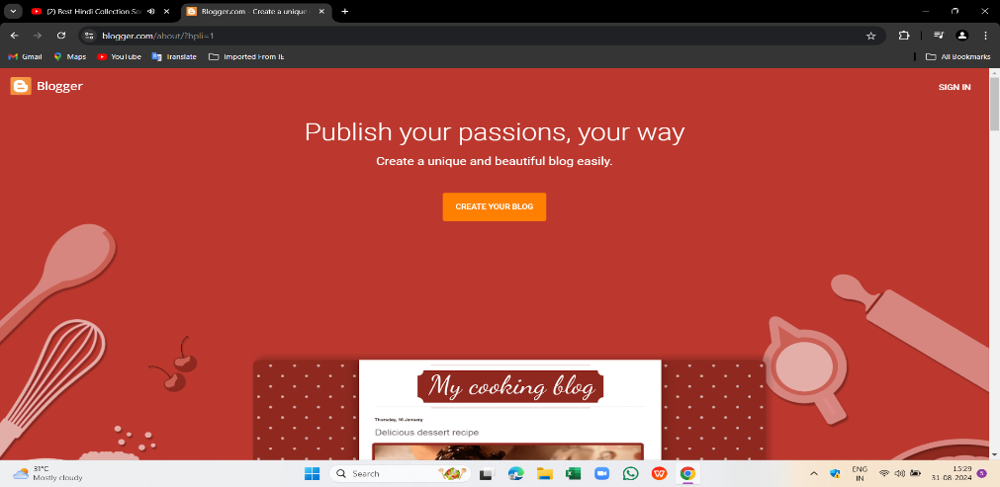 (2) Best Hindi Collection So
Blogger.com - Create a unique
blogger.com/about/?hpli=1
Gmail
Maps
YouTube
Translate
Imported From IE
All Bookmarks
Blogger
SIGN IN
Publish your passions, your way
Create a unique and beautiful blog easily.
CREATE YOUR BLOG
My cooking blog
Thursday, 16 January
Delicious dessert recipe
31°C
Mostly cloudy
Search
ENG
IN
15:29
31-08-2024
5